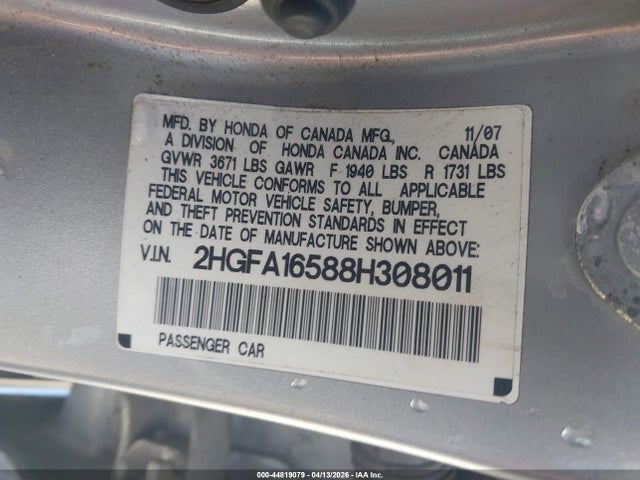 MFD. BY HONDA OF CANADA MFG., 11/07
A DIVISION OF HONDA CANADA INC. CANADA
GVWR 3671 LBS GAWR F 1940 LBS R 1731 LBS
THIS VEHICLE CONFORMS TO ALL APPLICABLE
FEDERAL MOTOR VEHICLE SAFETY, BUMPER,
AND THEFT PREVENTION STANDARDS IN EFFECT
ON THE DATE OF MANUFACTURE SHOWN ABOVE:
V.I.N. 2HGFA16588H308011
PASSENGER CAR
000-44819079 - 04/13/2026 - IAA Inc.